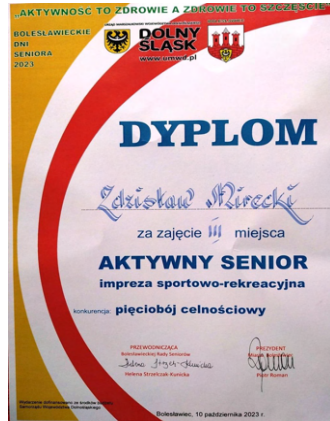 „AKTYWNOŚĆ TO ZDROWIE A ZDROWIE TO SZCZĘŚCIE"
BOLESŁAWIECKIE
DNI
SENIORA
2023
DOLNY
ŚLĄSK
www.umwd.pl
BOLESŁAWIEC
DYPLOM
Zdzisław Mirecki
za zajęcie III miejsca
AKTYWNY SENIOR
impreza sportowo-rekreacyjna
konkurencja: pięciobój celnościowy
PRZEWODNICZĄCA
Bolesławieckiej Rady Seniorów
Helena Strzelczak-Kunicka
PREZYDENT
Piotr Roman
Bolesławiec, 10 października 2023 r.